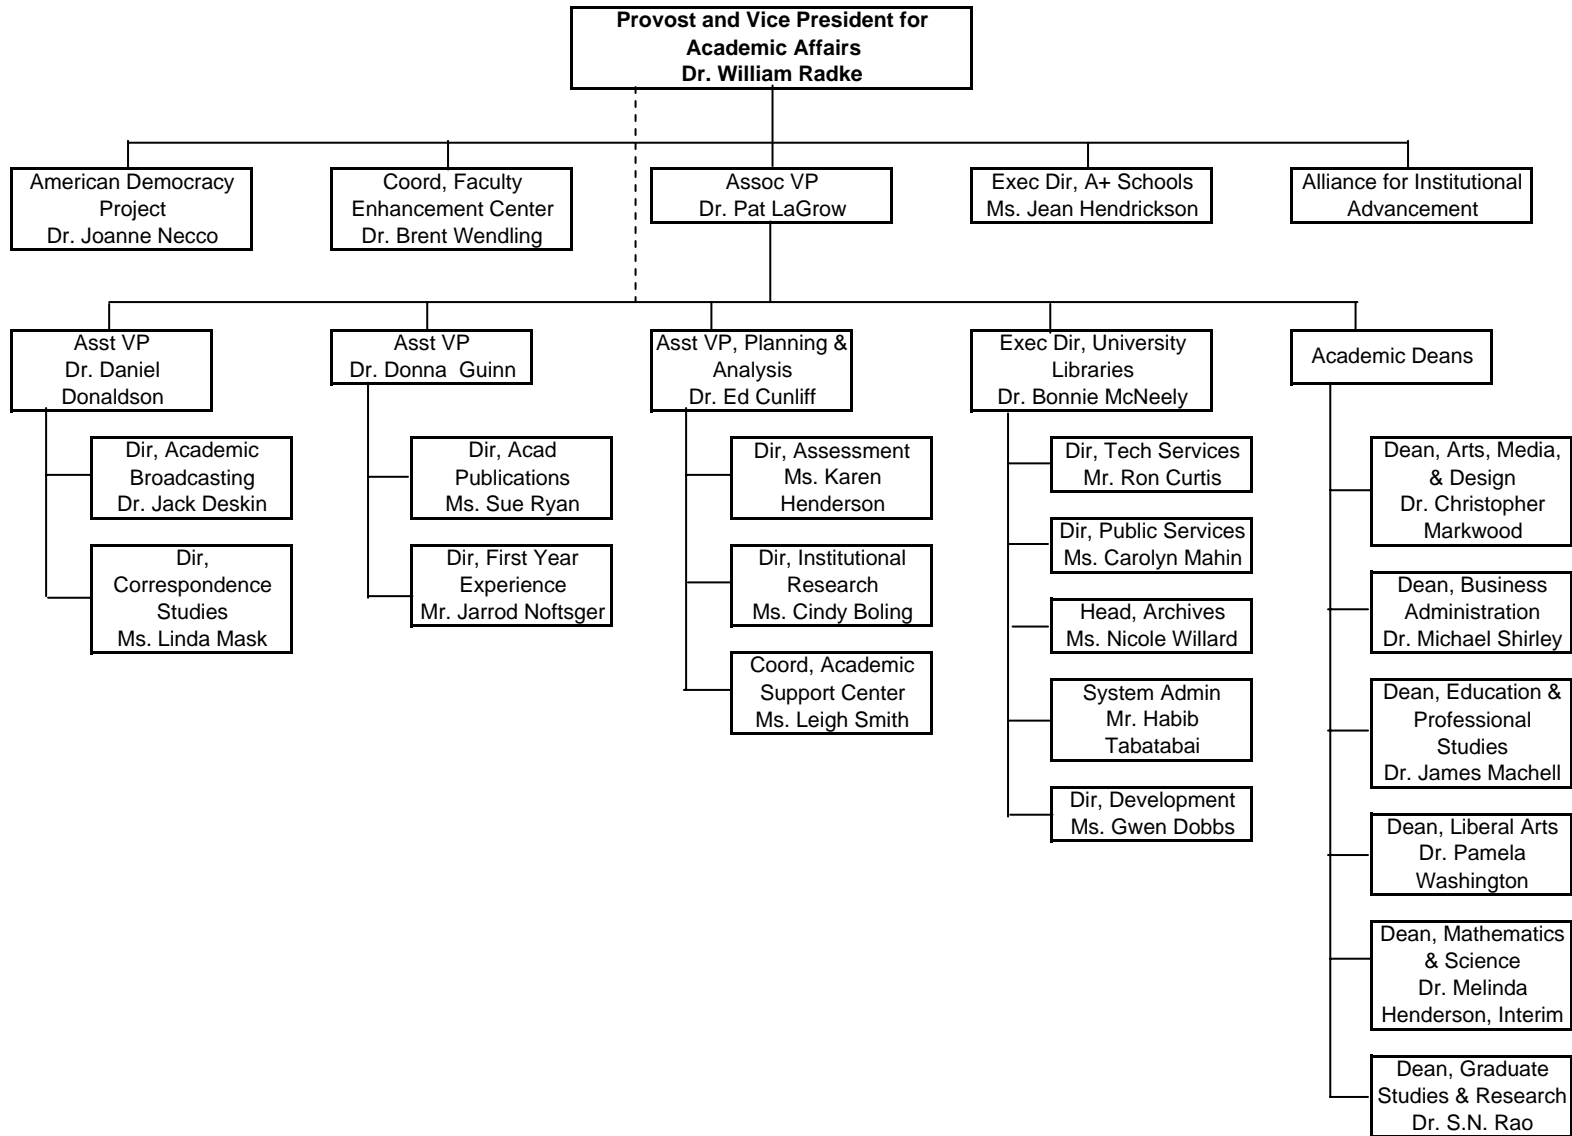 Provost and Vice President for
Academic Affairs
Dr. William Radke
American Democracy
Project
Dr. Joanne Necco
Coord, Faculty
Enhancement Center
Dr. Brent Wendling
Assoc VP
Dr. Pat LaGrow
Exec Dir, A+ Schools
Ms. Jean Hendrickson
Alliance for Institutional
Advancement
Asst VP
Dr. Daniel
Donaldson
Dir, Academic
Broadcasting
Dr. Jack Deskin
Dir,
Correspondence
Studies
Ms. Linda Mask
Asst VP
Dr. Donna Guinn
Dir, Acad
Publications
Ms. Sue Ryan
Dir, First Year
Experience
Mr. Jarrod Noftsger
Asst VP, Planning &
Analysis
Dr. Ed Cunliff
Dir, Assessment
Ms. Karen
Henderson
Dir, Institutional
Research
Ms. Cindy Boling
Coord, Academic
Support Center
Ms. Leigh Smith
Exec Dir, University
Libraries
Dr. Bonnie McNeely
Dir, Tech Services
Mr. Ron Curtis
Dir, Public Services
Ms. Carolyn Mahin
Head, Archives
Ms. Nicole Willard
System Admin
Mr. Habib
Tabatabai
Dir, Development
Ms. Gwen Dobbs
Academic Deans
Dean, Arts, Media,
& Design
Dr. Christopher
Markwood
Dean, Business
Administration
Dr. Michael Shirley
Dean, Education &
Professional
Studies
Dr. James Machell
Dean, Liberal Arts
Dr. Pamela
Washington
Dean, Mathematics
& Science
Dr. Melinda
Henderson, Interim
Dean, Graduate
Studies & Research
Dr. S.N. Rao